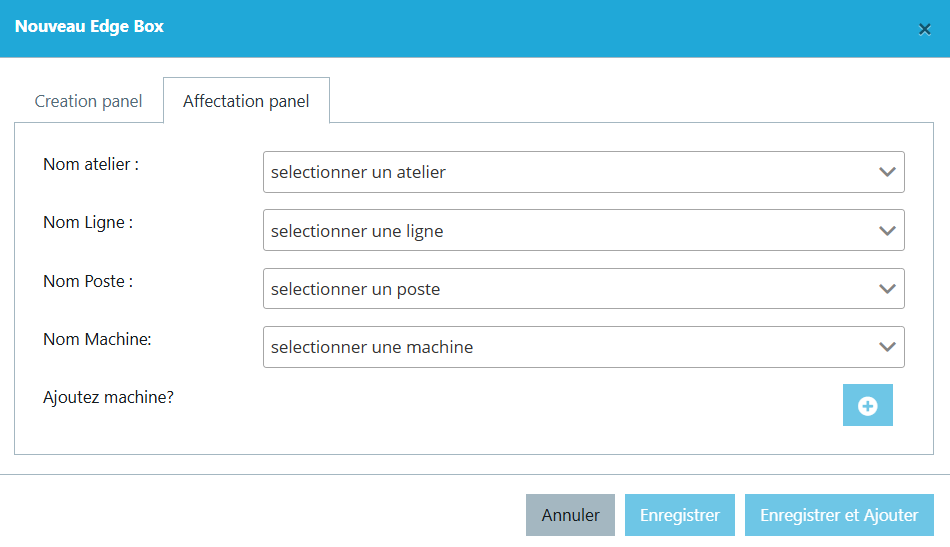 Nouveau Edge Box
Creation panel
Affectation panel
Nom atelier :
selectionner un atelier
Nom Ligne :
selectionner une ligne
Nom Poste :
selectionner un poste
Nom Machine:
selectionner une machine
Ajoutez machine?
Annuler
Enregistrer
Enregistrer et Ajouter